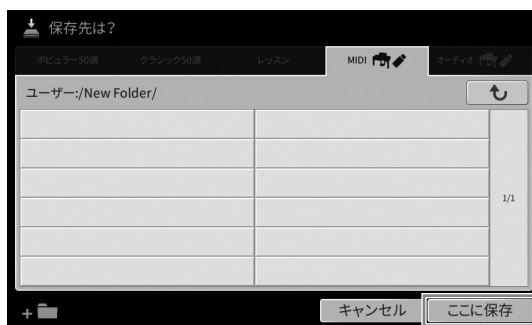 保存先は？
ポピュラー50選 クラシック50選 レッスン MIDI オーディオ
ユーザー:/New Folder/
1/1
+ キャンセル ここに保存